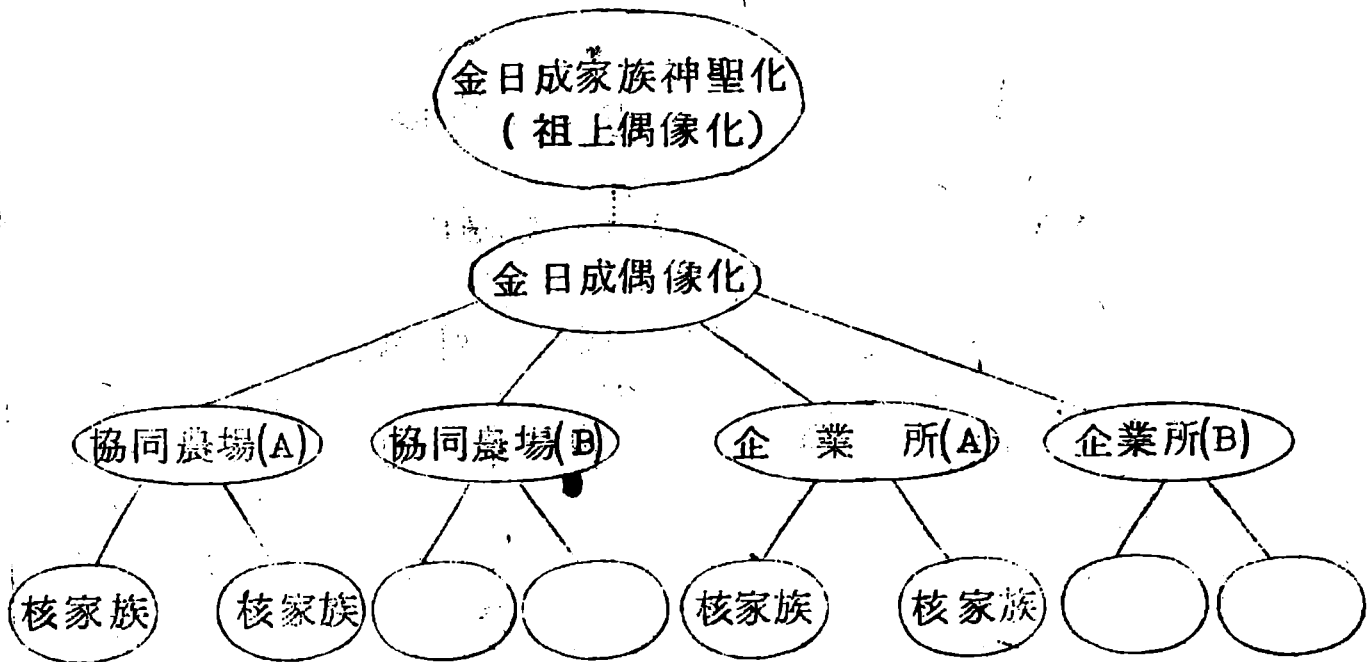 金日成家族神聖化
(祖上偶像化)
金日成偶像化
協同農場(A)
協同農場(B)
企業所(A)
企業所(B)
核家族
核家族
核家族
核家族